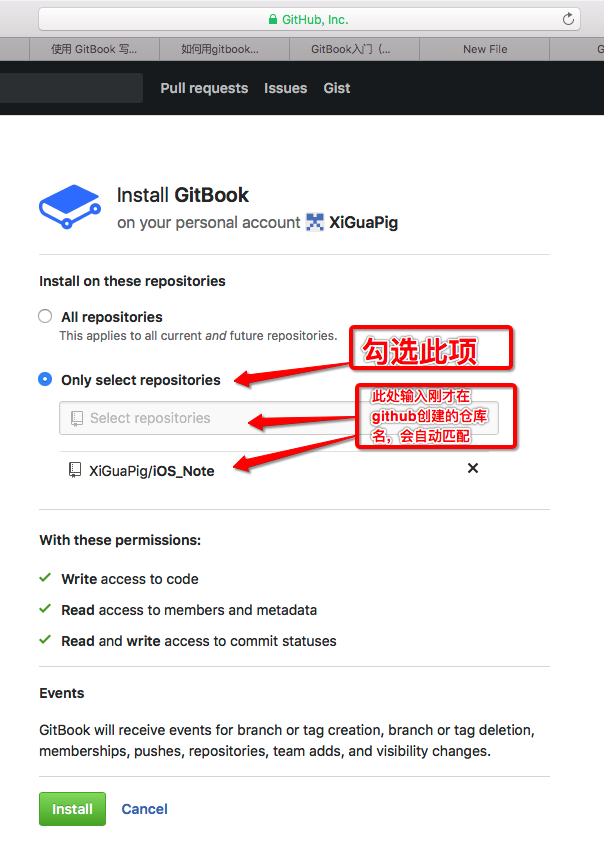 GitHub, Inc.
使用 GitBook 写...
如何用gitbook...
GitBook入门（...
New File
G
Pull requests
Issues
Gist
Install GitBook
on your personal account XiGuaPig
Install on these repositories
All repositories
This applies to all current and future repositories.
勾选此项
Only select repositories
此处输入刚才在
github创建的仓库
名，会自动匹配
Select repositories
XiGuaPig/iOS_Note
With these permissions:
Write access to code
Read access to members and metadata
Read and write access to commit statuses
Events
GitBook will receive events for branch or tag creation, branch or tag deletion,
memberships, pushes, repositories, team adds, and visibility changes.
Install
Cancel